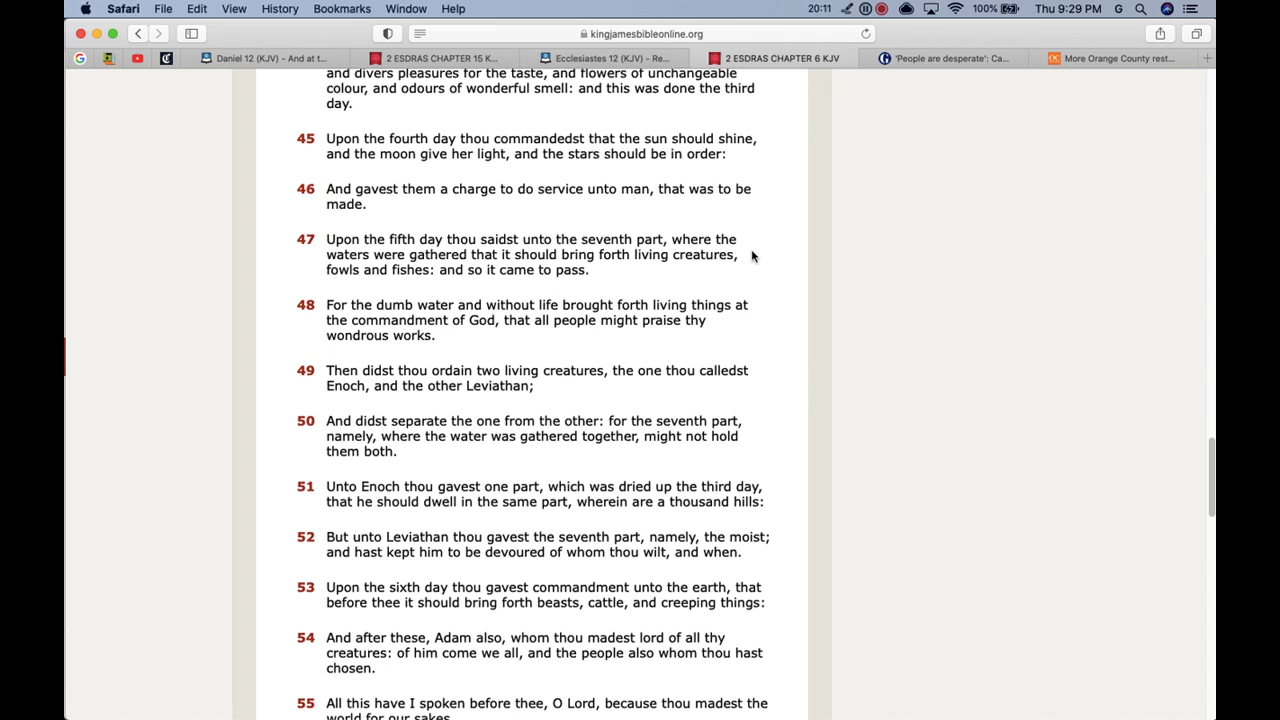 Safari File Edit View History Bookmarks Window Help 20:11 100% Thu 9:29 PM G
kingjamesbibleonline.org
Daniel 12 (KJV) - And at t... 2 ESDRAS CHAPTER 15 K... Ecclesiastes 12 (KJV) - Re... 2 ESDRAS CHAPTER 6 KJV 'People are desperate': Ca... More Orange County rest...
and divers pleasures for the taste, and flowers of unchangeable
colour, and odours of wonderful smell: and this was done the third
day.
45 Upon the fourth day thou commandedst that the sun should shine,
and the moon give her light, and the stars should be in order:
46 And gavest them a charge to do service unto man, that was to be
made.
47 Upon the fifth day thou saidst unto the seventh part, where the
waters were gathered that it should bring forth living creatures,
fowls and fishes: and so it came to pass.
48 For the dumb water and without life brought forth living things at
the commandment of God, that all people might praise thy
wondrous works.
49 Then didst thou ordain two living creatures, the one thou calledst
Enoch, and the other Leviathan;
50 And didst separate the one from the other: for the seventh part,
namely, where the water was gathered together, might not hold
them both.
51 Unto Enoch thou gavest one part, which was dried up the third day,
that he should dwell in the same part, wherein are a thousand hills:
52 But unto Leviathan thou gavest the seventh part, namely, the moist;
and hast kept him to be devoured of whom thou wilt, and when.
53 Upon the sixth day thou gavest commandment unto the earth, that
before thee it should bring forth beasts, cattle, and creeping things:
54 And after these, Adam also, whom thou madest lord of all thy
creatures: of him come we all, and the people also whom thou hast
chosen.
55 All this have I spoken before thee, O Lord, because thou madest the
world for our sakes